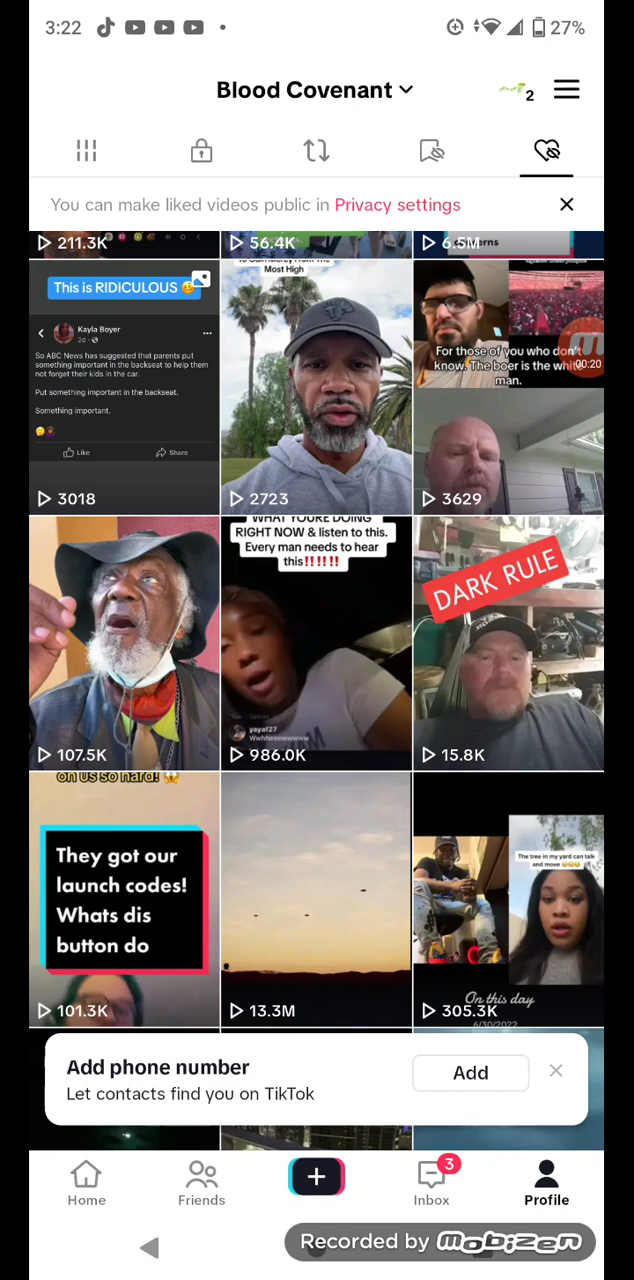 3:22
27%
Blood Covenant
2
You can make liked videos public in Privacy settings
211.3K
56.4K
6.5M
This is RIDICULOUS
Kayla Boyer
2d
So ABC News has suggested that parents put
something important in the backseat to help them
not forget their kids in the car.
Put something important in the backseat.
Something important.
Like
Share
3018
Most High
2723
For those of you who don't
know. The boer is the white
man.
00:20
3629
107.5K
WHAT YOURE DOING
RIGHT NOW & listen to this.
Every man needs to hear
this!!!!!!
yayaf27
986.0K
DARK RULE
15.8K
on us so hard!
They got our
launch codes!
Whats dis
button do
101.3K
13.3M
The tree in my yard can talk
and move
On this day
6/30/2022
305.3K
Add phone number
Let contacts find you on TikTok
Add
3
Home
Friends
Inbox
Profile
Recorded by mobizen